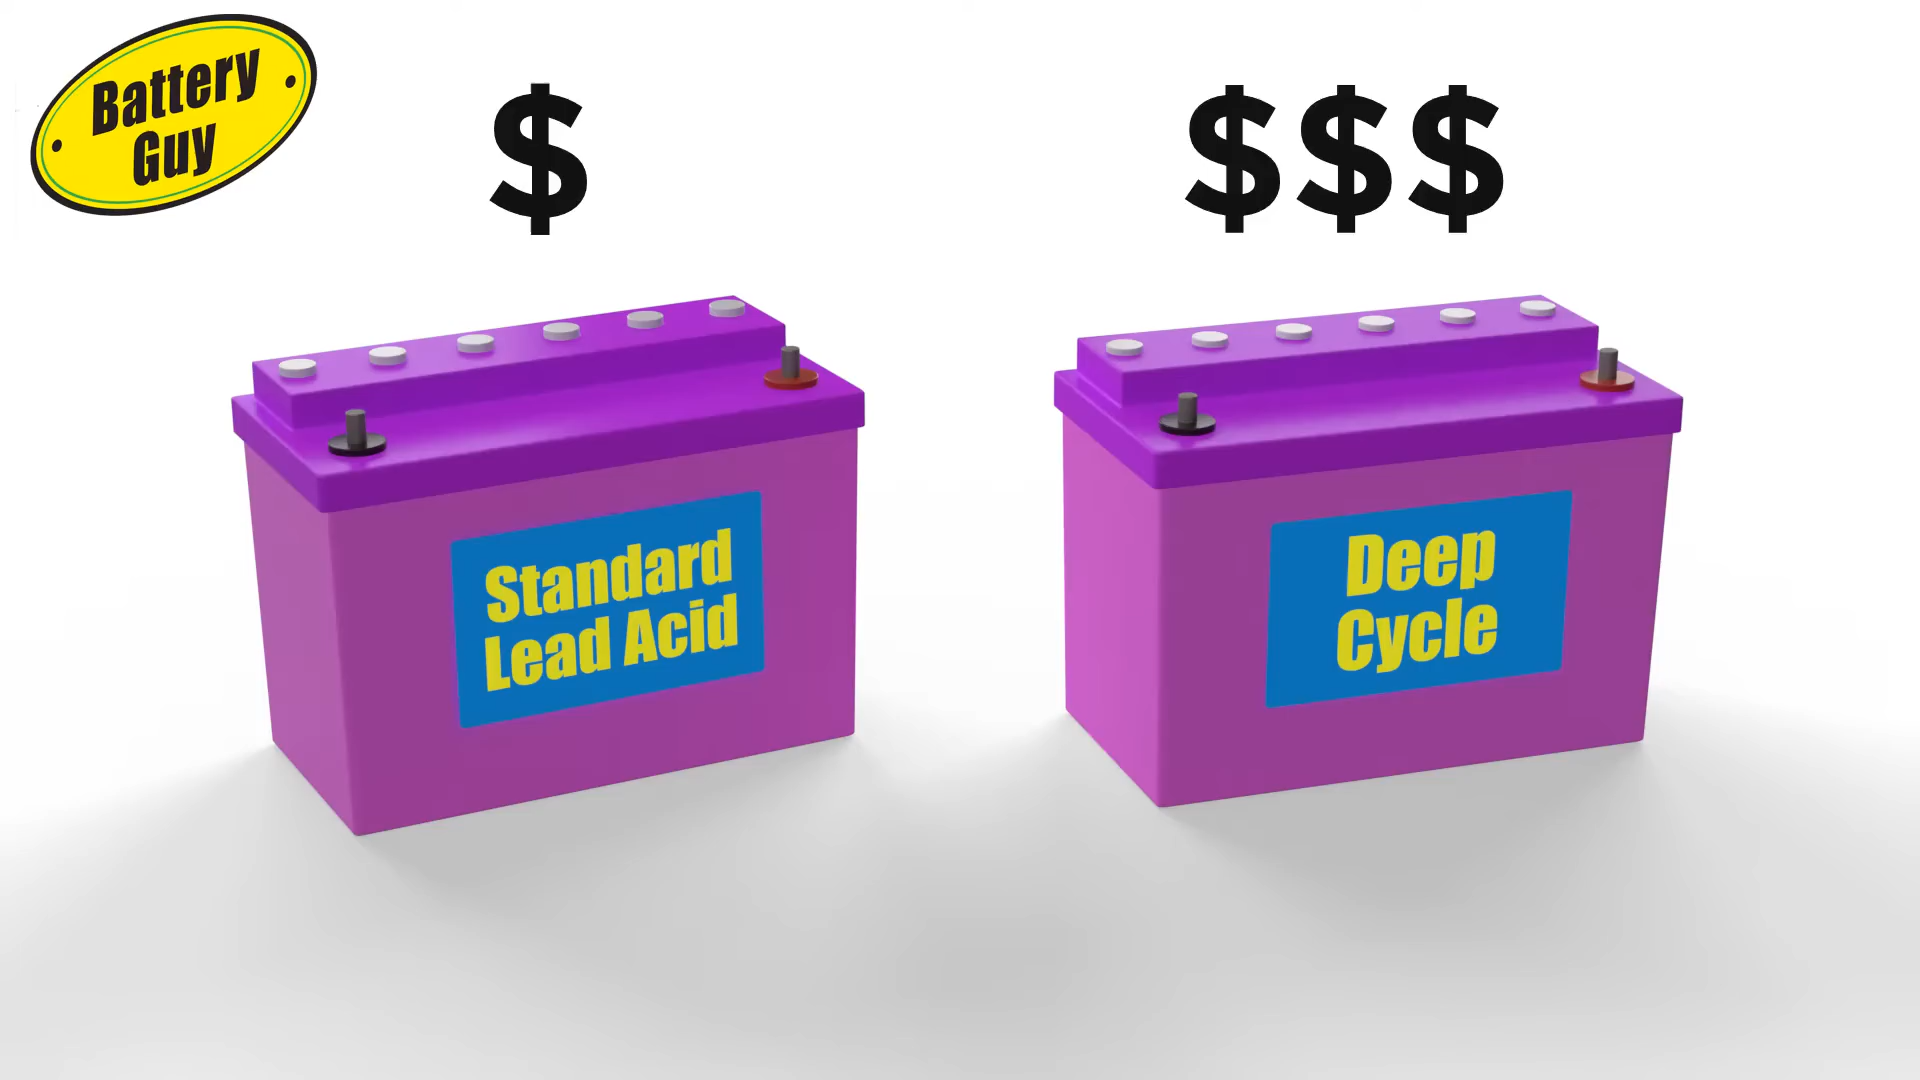 Battery
Guy
$
$$$
Standard
Lead Acid
Deep
Cycle